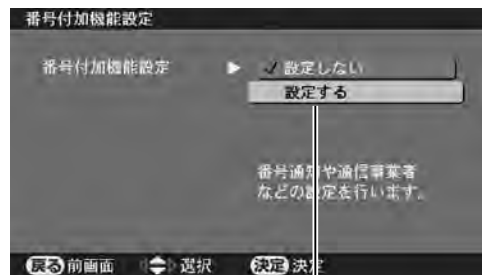 番号付加機能設定
番号付加機能設定 ▶ ✓設定しない
設定する
番号通知や通信事業者
などの設定を行います。
戻る 前画面 選択 決定 決定